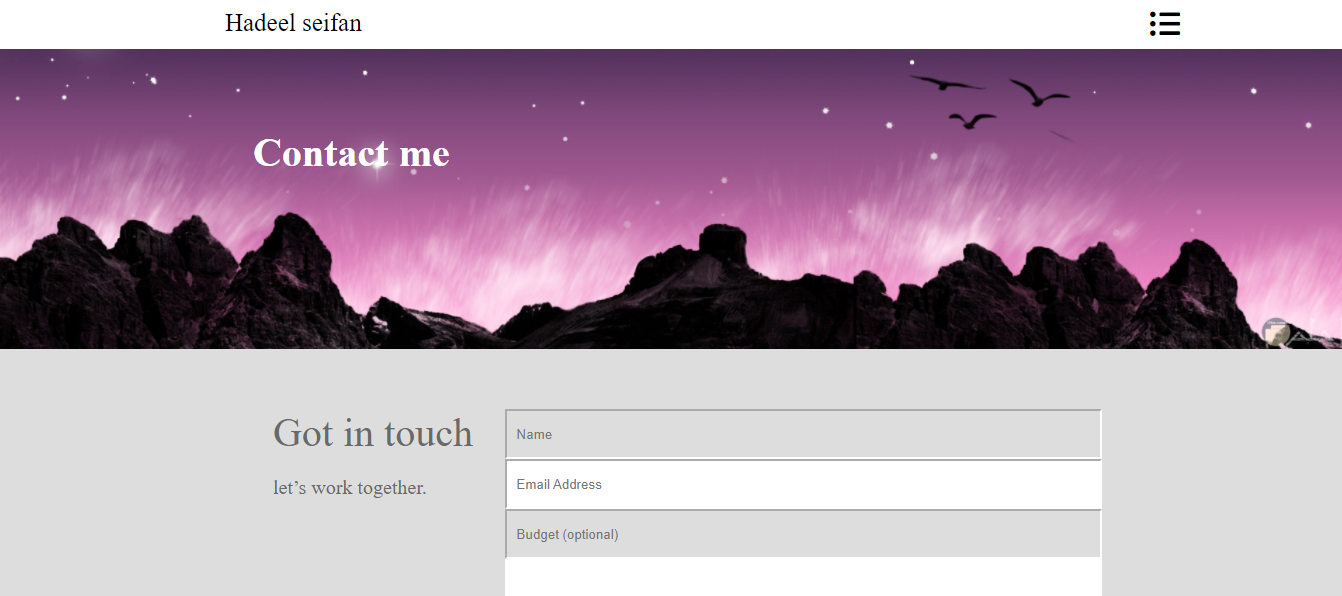 Hadeel seifan
Contact me
Got in touch
let’s work together.
Name
Email Address
Budget (optional)